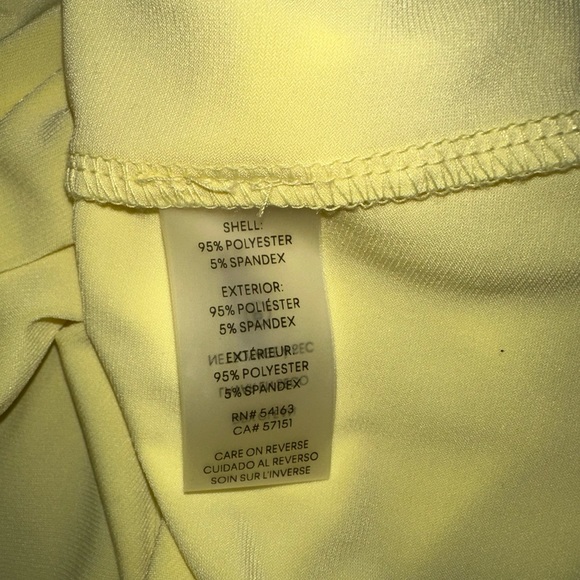 SHELL:
95% POLYESTER
5% SPANDEX
EXTERIOR:
95% POLIÉSTER
5% SPANDEX
EXTÉRIEUR:
95% POLYESTER
5% SPANDEX
RN# 54163
CA# 57151
CARE ON REVERSE
CUIDADO AL REVERSO
SOIN SUR L'INVERSE